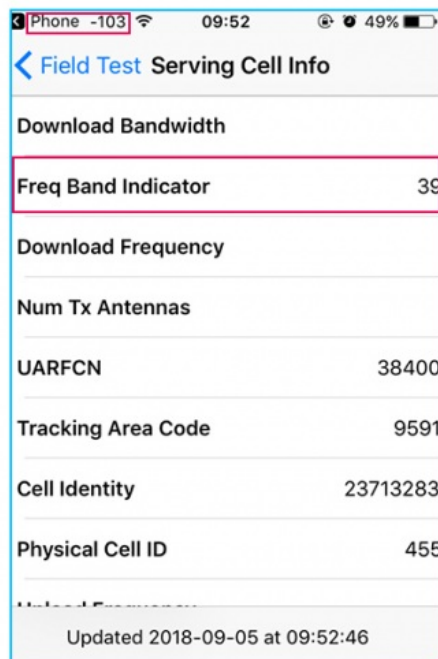 Phone -103 09:52 49%
Field Test Serving Cell Info
Download Bandwidth
Freq Band Indicator 39
Download Frequency
Num Tx Antennas
UARFCN 38400
Tracking Area Code 9591
Cell Identity 23713283
Physical Cell ID 455
Updated 2018-09-05 at 09:52:46